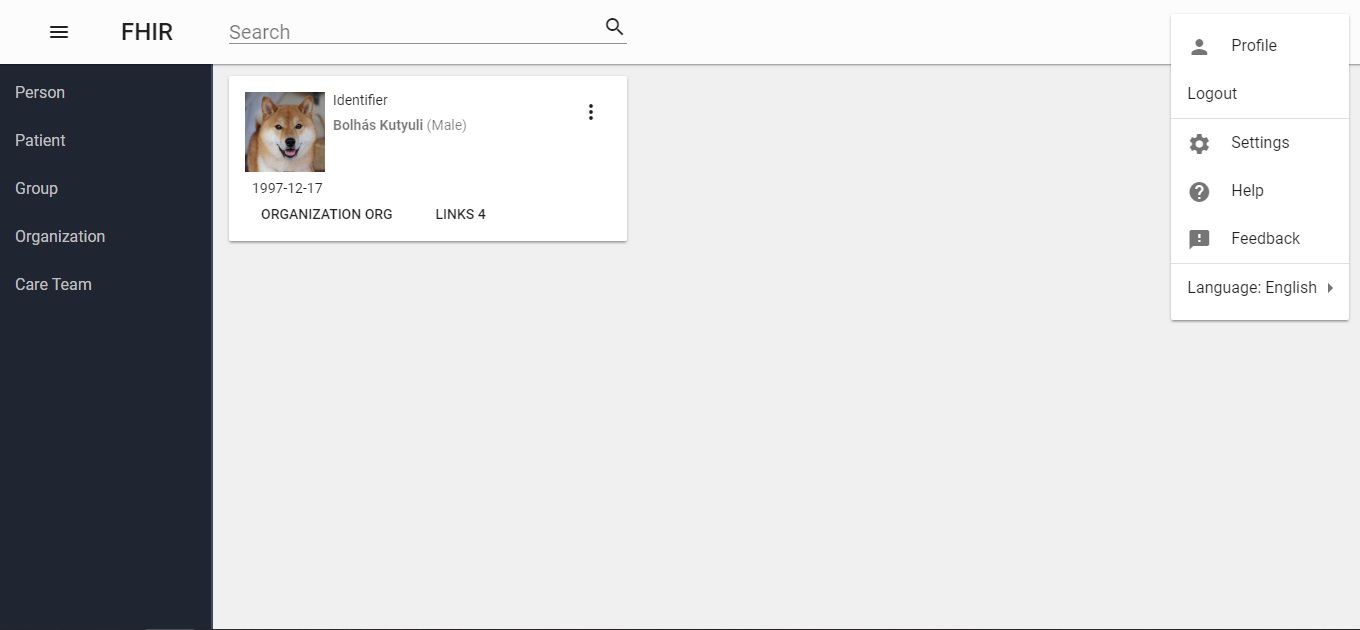 FHIR
Search
Person
Patient
Group
Organization
Care Team
Identifier
Bolhás Kutyuli (Male)
1997-12-17
ORGANIZATION ORG LINKS 4
Profile
Logout
Settings
Help
Feedback
Language: English